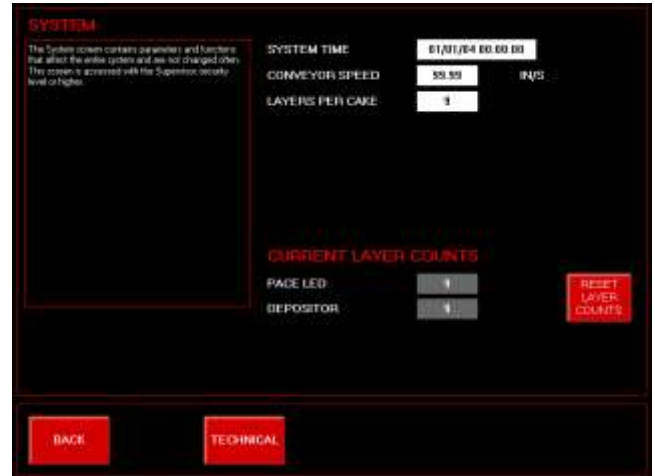 SYSTEM
The System screen contains parameters and functions
that affect the entire system and are not changed often.
This screen is accessed with the Supervisor security
level or higher.
SYSTEM TIME 01/01/04 00:00:00
CONVEYOR SPEED 99.99 IN/S
LAYERS PER CAKE 9
CURRENT LAYER COUNTS
PACE LED 9
DEPOSITOR 9
RESET
LAYER
COUNTS
BACK
TECHNICAL